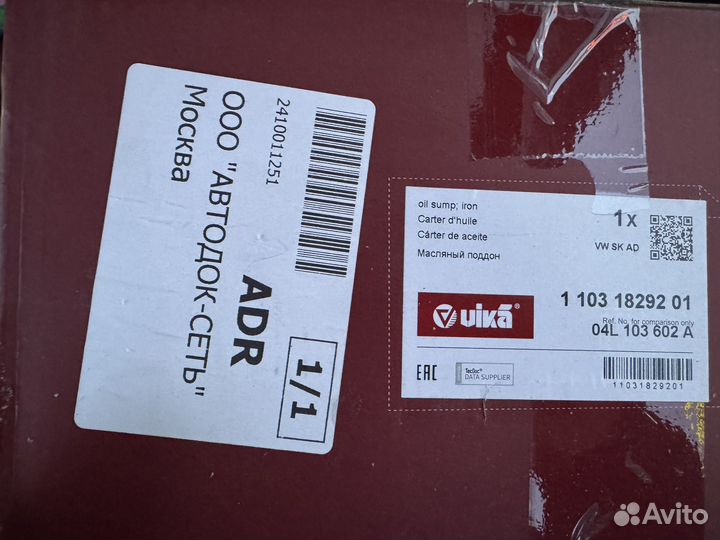 2410011251
ООО "АВТОДОК-СЕТЬ"
Москва
ADR
1/1
oil sump; iron
Carter d'huile
Cárter de aceite
Масляный поддон
1x
VW SK AD
vika®
1 103 18292 01
Ref. No. for comparison only
04L 103 602 A
EAC
TecDoc®
DATA SUPPLIER
11031829201
Avito